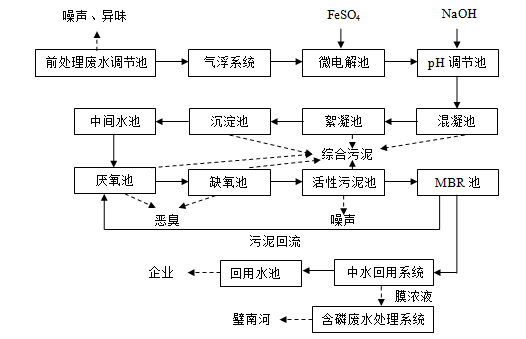 噪声、异味
FeSO₄
NaOH
前处理废水调节池
气浮系统
微电解池
pH 调节池
中间水池
沉淀池
絮凝池
混凝池
综合污泥
厌氧池
缺氧池
活性污泥池
MBR 池
恶臭
噪声
污泥回流
企业
回用水池
中水回用系统
膜浓液
璧南河
含磷废水处理系统